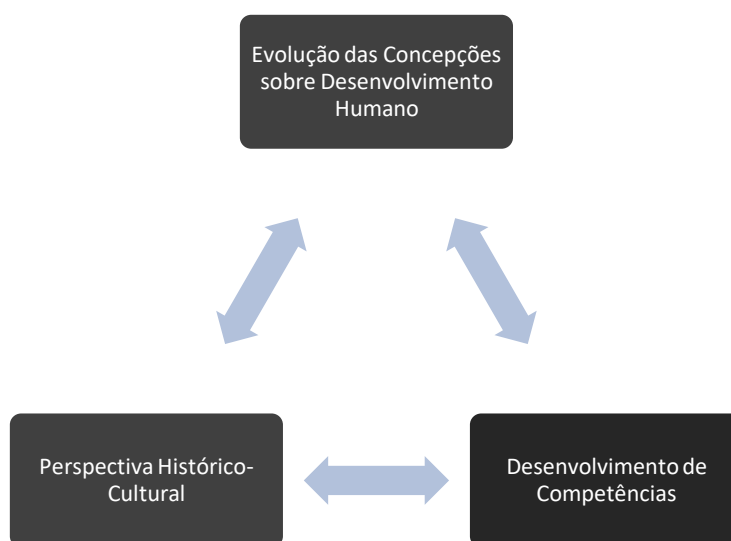 Evolução das Concepções
sobre Desenvolvimento
Humano
Perspectiva Histórico-
Cultural
Desenvolvimento de
Competências